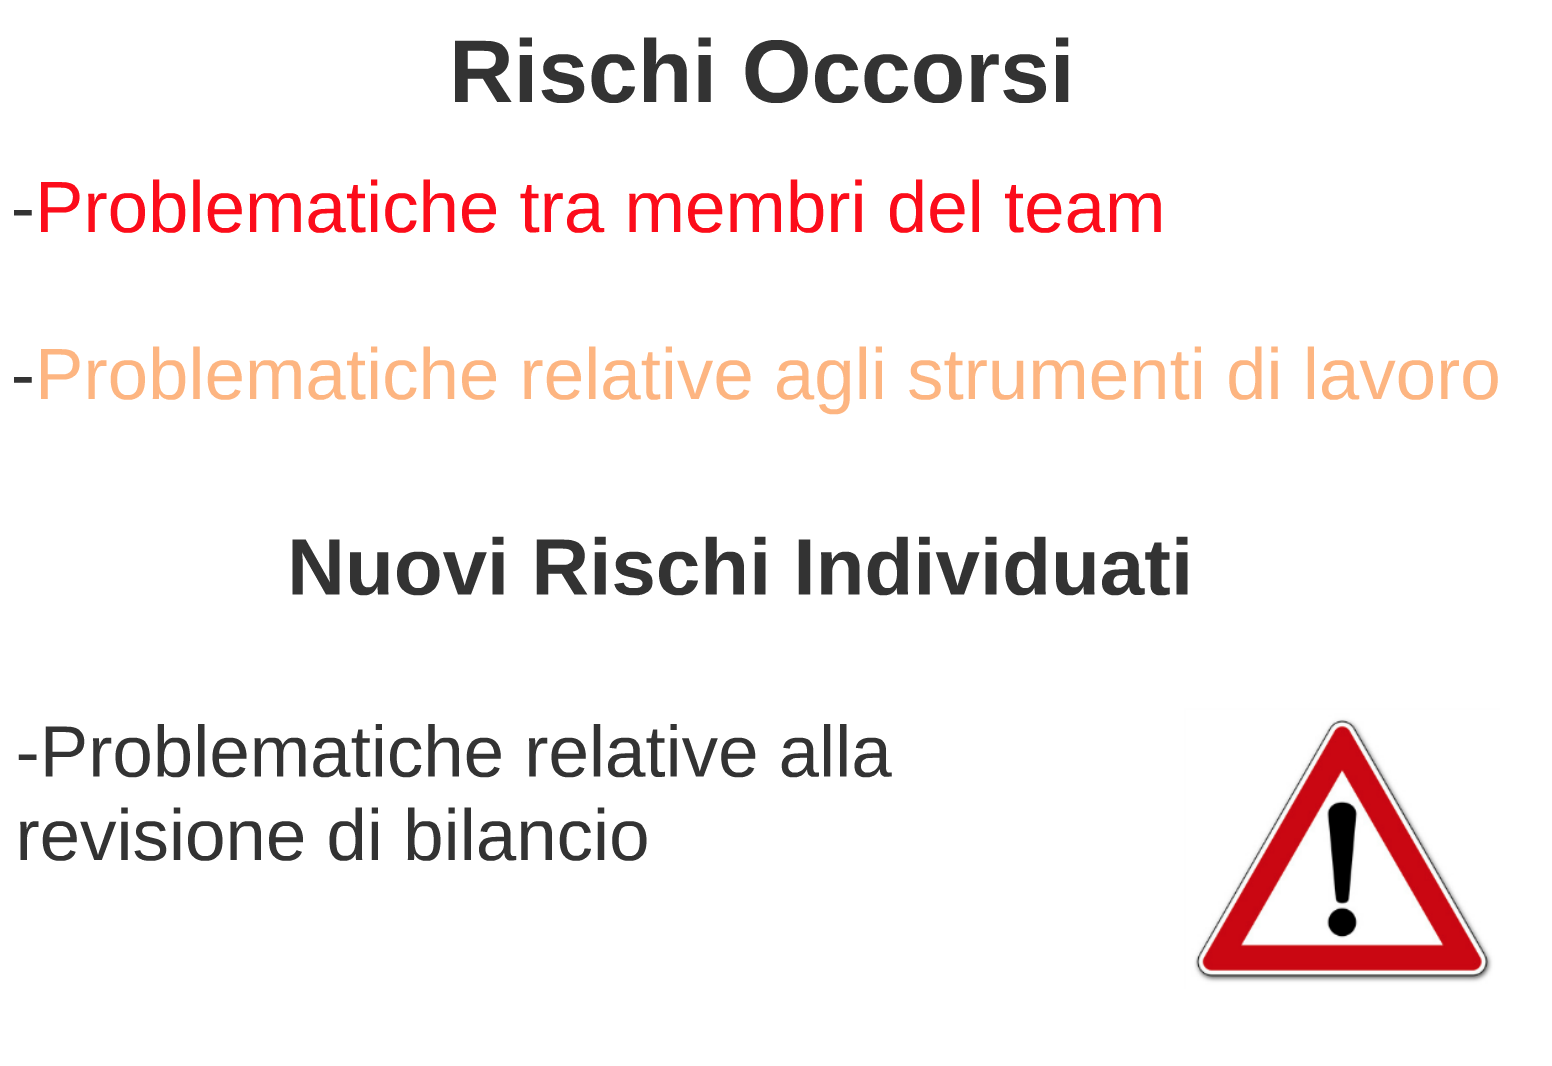 Rischi Occorsi
-Problematiche tra membri del team
-Problematiche relative agli strumenti di lavoro
Nuovi Rischi Individuati
-Problematiche relative alla
revisione di bilancio